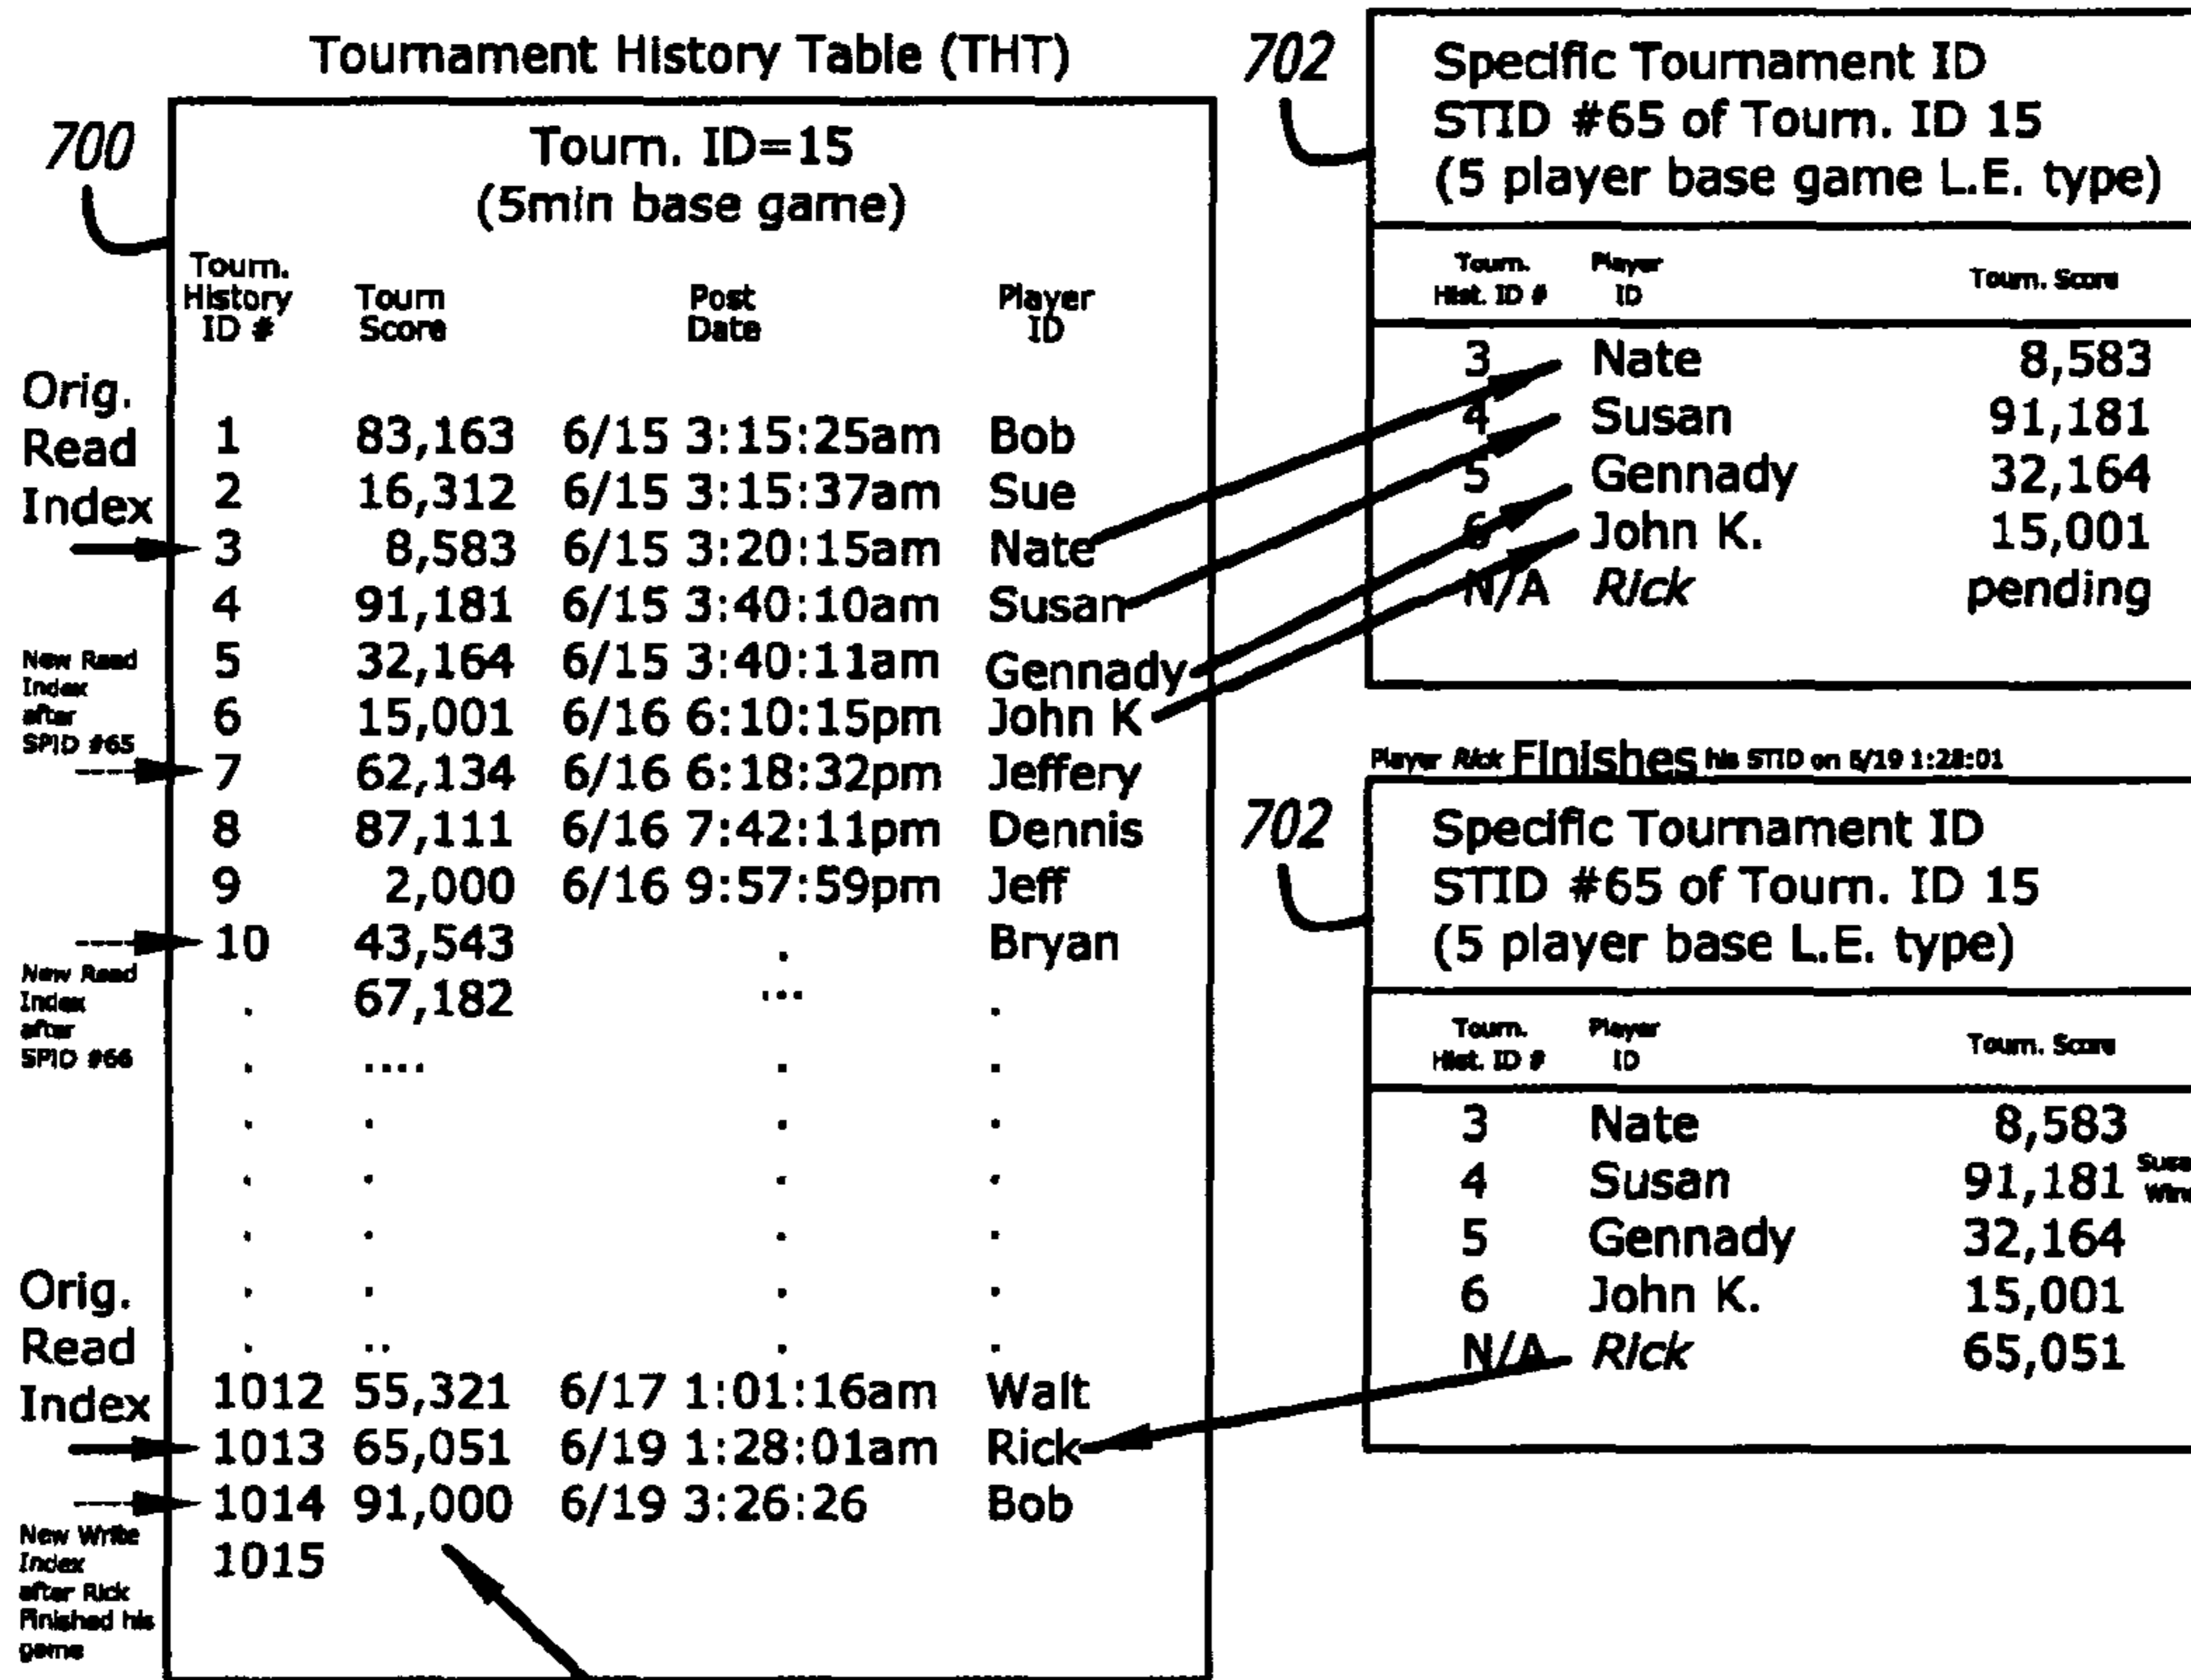 Tournament History Table (THT)
700
Tourn. ID=15
(5min base game)
Tourn. History ID #
Tourn Score
Post Date
Player ID
Orig. Read Index
1 83,163 6/15 3:15:25am Bob
2 16,312 6/15 3:15:37am Sue
3 8,583 6/15 3:20:15am Nate
4 91,181 6/15 3:40:10am Susan
New Read Index after SPID #65
5 32,164 6/15 3:40:11am Gennady
6 15,001 6/16 6:10:15pm John K
7 62,134 6/16 6:18:32pm Jeffery
8 87,111 6/16 7:42:11pm Dennis
9 2,000 6/16 9:57:59pm Jeff
10 43,543 . Bryan
New Read Index after SPID #66
. 67,182 ... .
. .... . .
. . . .
. . . .
. . . .
. . . .
. .. . .
Orig. Read Index
1012 55,321 6/17 1:01:16am Walt
1013 65,051 6/19 1:28:01am Rick
1014 91,000 6/19 3:26:26 Bob
New Write Index after Rick Finished his game
1015
702
Specific Tournament ID
STID #65 of Tourn. ID 15
(5 player base game L.E. type)
Tourn. Hist. ID #
Player ID
Tourn. Score
3 Nate 8,583
4 Susan 91,181
5 Gennady 32,164
6 John K. 15,001
N/A Rick pending
Player Rick Finishes his STID on 6/19 1:28:01
702
Specific Tournament ID
STID #65 of Tourn. ID 15
(5 player base L.E. type)
Tourn. Hist. ID #
Player ID
Tourn. Score
3 Nate 8,583
4 Susan 91,181
5 Gennady 32,164
6 John K. 15,001
N/A Rick 65,051